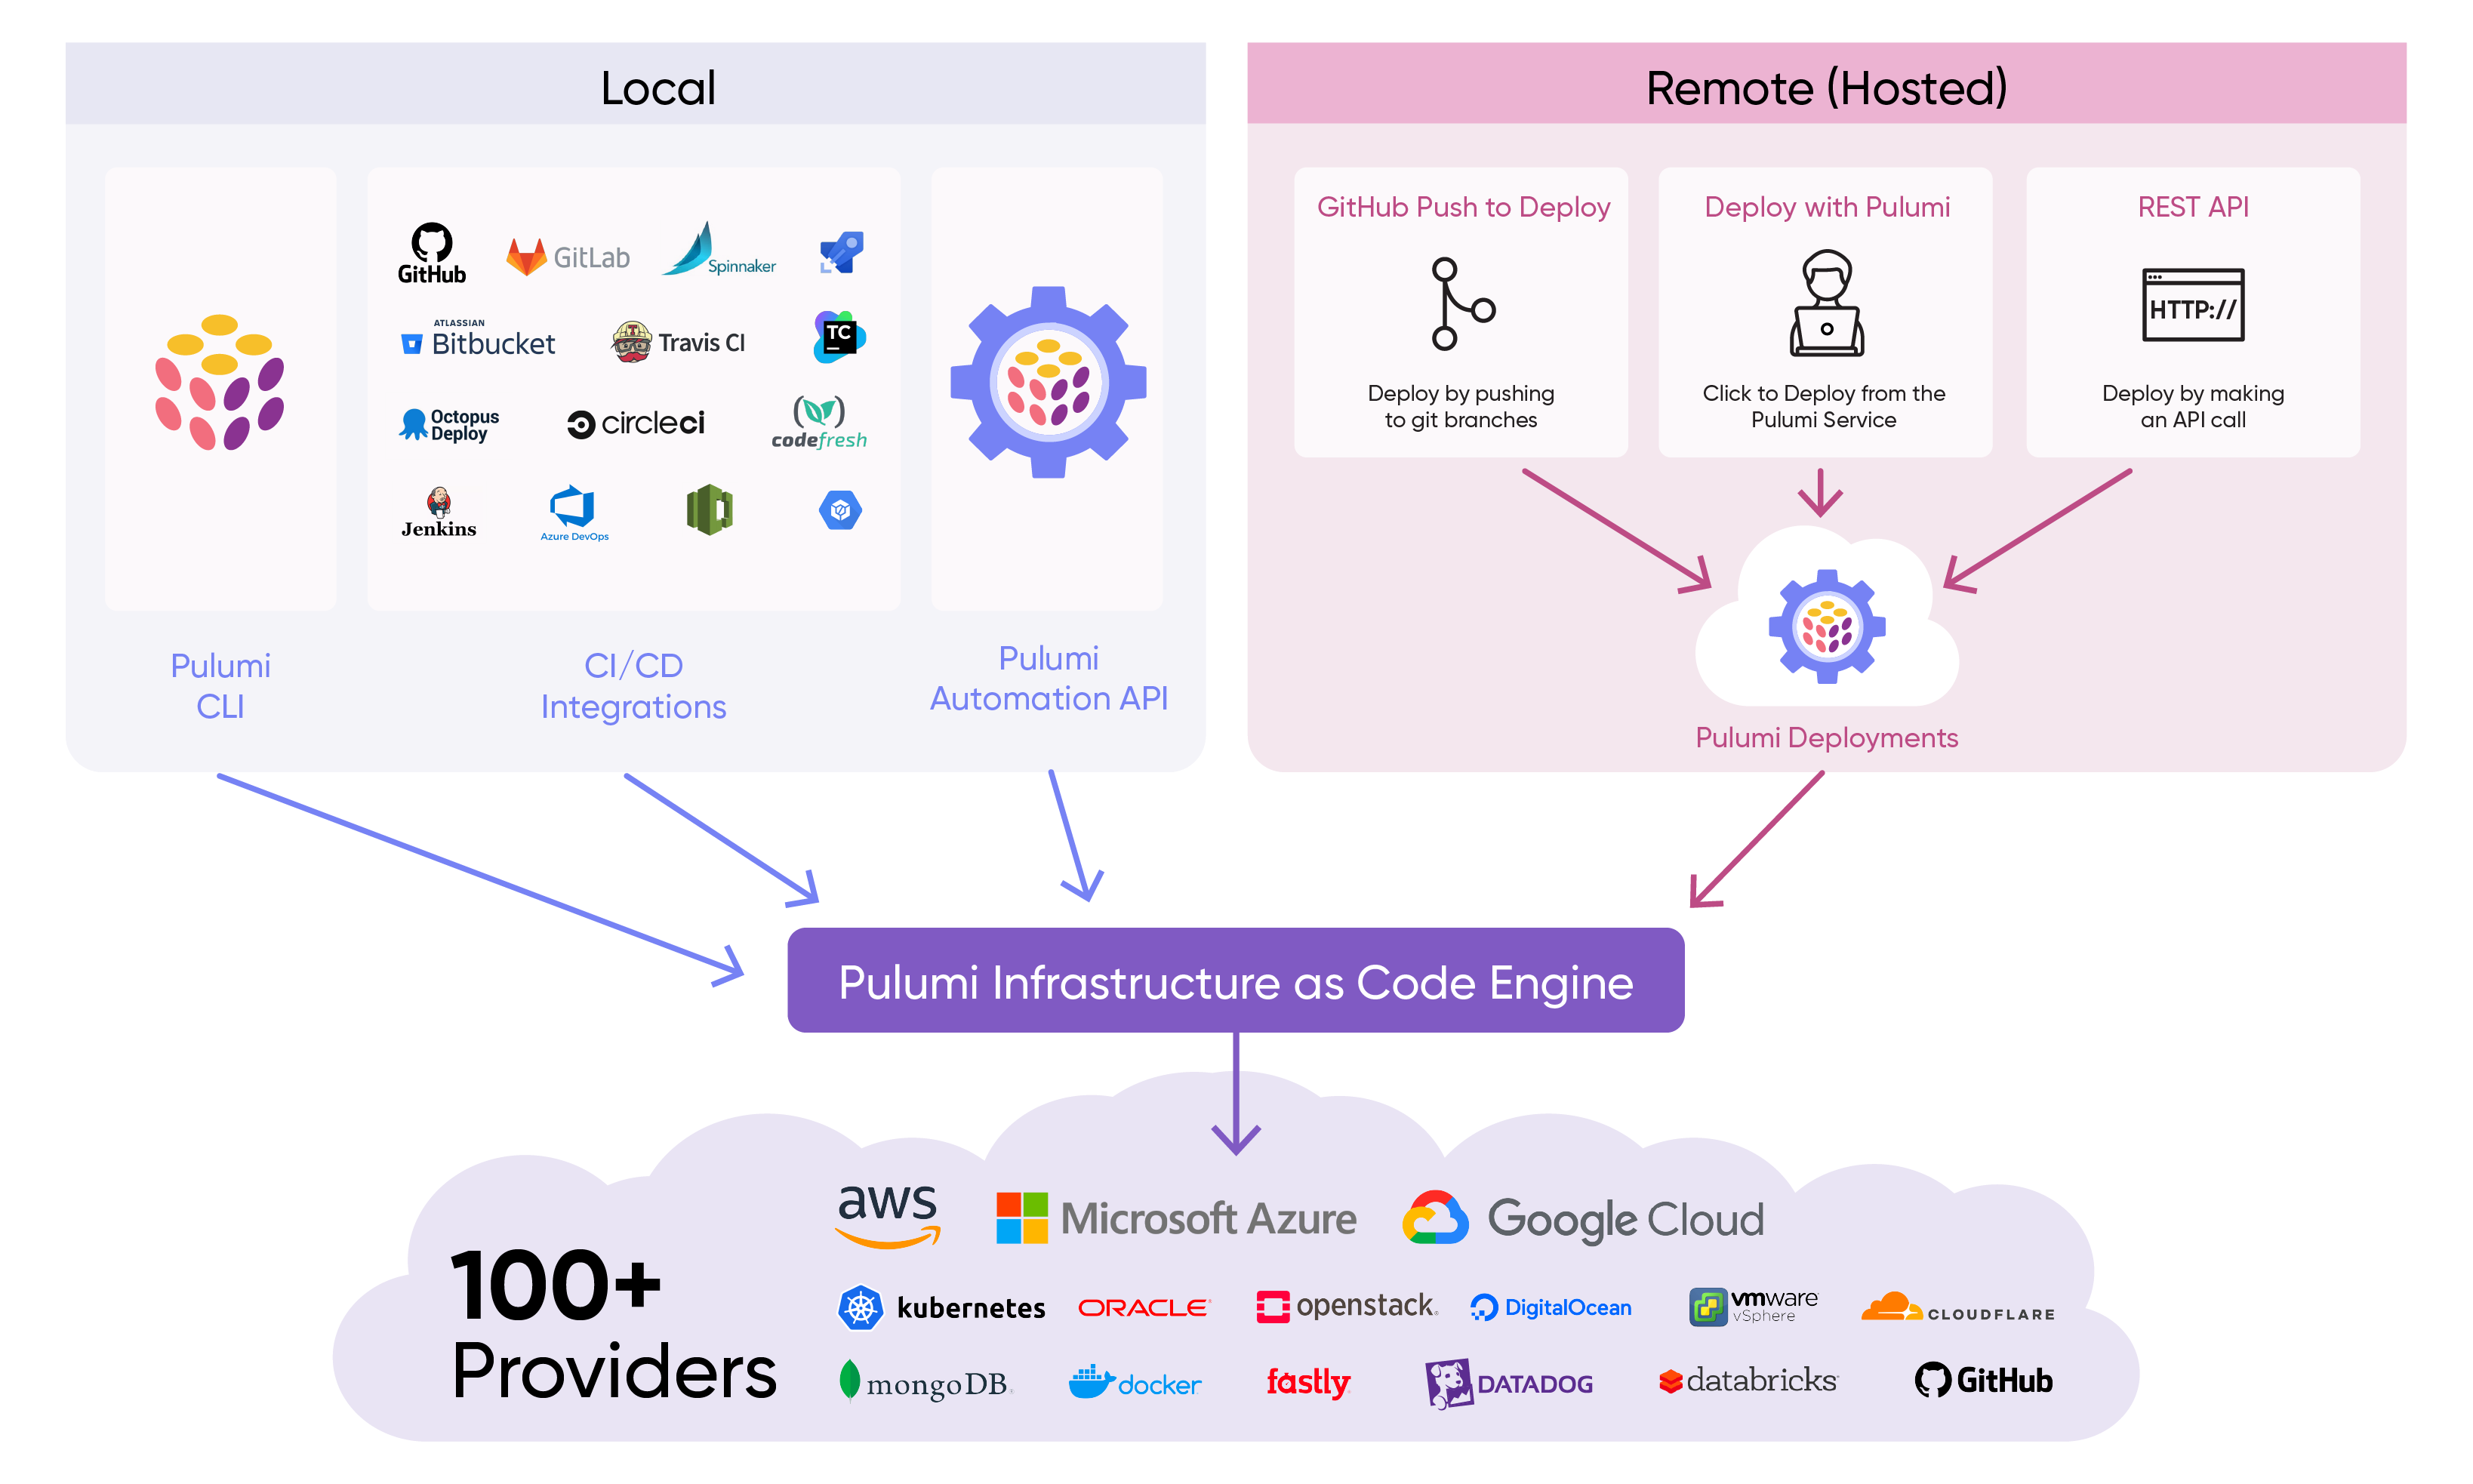 Local
GitHub
GitLab
Spinnaker
ATLASSIAN
Bitbucket
Travis CI
TC
Octopus
Deploy
circleci
codefresh
Jenkins
Azure DevOps
Pulumi
CLI
CI/CD
Integrations
Pulumi
Automation API
Remote (Hosted)
GitHub Push to Deploy
Deploy by pushing
to git branches
Deploy with Pulumi
Click to Deploy from the
Pulumi Service
REST API
HTTP://
Deploy by making
an API call
Pulumi Deployments
Pulumi Infrastructure as Code Engine
100+
Providers
aws
Microsoft Azure
Google Cloud
kubernetes
ORACLE
openstack
DigitalOcean
vmware
vSphere
CLOUDFLARE
mongoDB
docker
fastly
DATADOG
databricks
GitHub